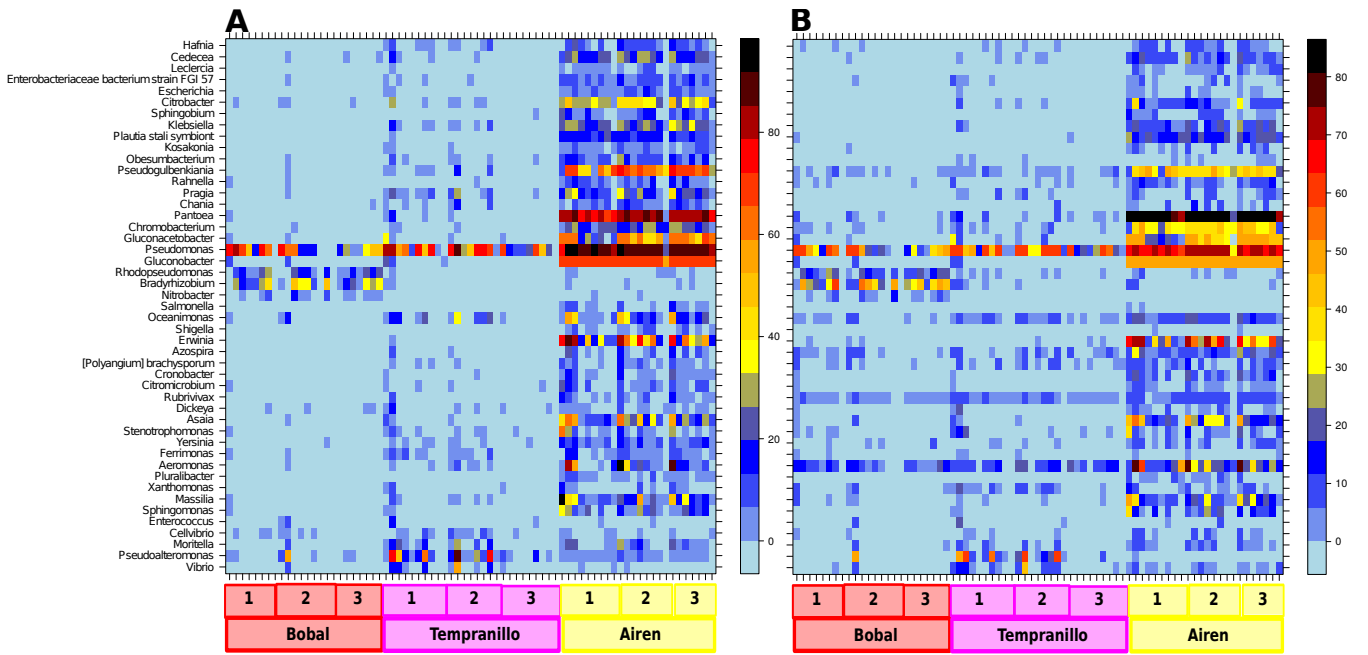 A
B
Hafnia
Cedecea
Leclercia
Enterobacteriaceae bacterium strain FGI 57
Escherichia
Citrobacter
Sphingobium
Klebsiella
Plautia stali symbiont
Kosakonia
Obesumbacterium
Pseudogulbenkiania
Rahnella
Pragia
Chania
Pantoea
Chromobacterium
Gluconacetobacter
Pseudomonas
Gluconobacter
Rhodopseudomonas
Bradyrhizobium
Nitrobacter
Salmonella
Oceanimonas
Shigella
Erwinia
Azospira
[Polyangium] brachysporum
Cronobacter
Citromicrobium
Rubrivivax
Dickeya
Asaia
Stenotrophomonas
Yersinia
Ferrimonas
Aeromonas
Pluralibacter
Xanthomonas
Massilia
Sphingomonas
Enterococcus
Cellvibrio
Moritella
Pseudoalteromonas
Vibrio
80
60
40
20
0
80
70
60
50
40
30
20
10
0
1 2 3 1 2 3 1 2 3
Bobal Tempranillo Airen
1 2 3 1 2 3 1 2 3
Bobal Tempranillo Airen